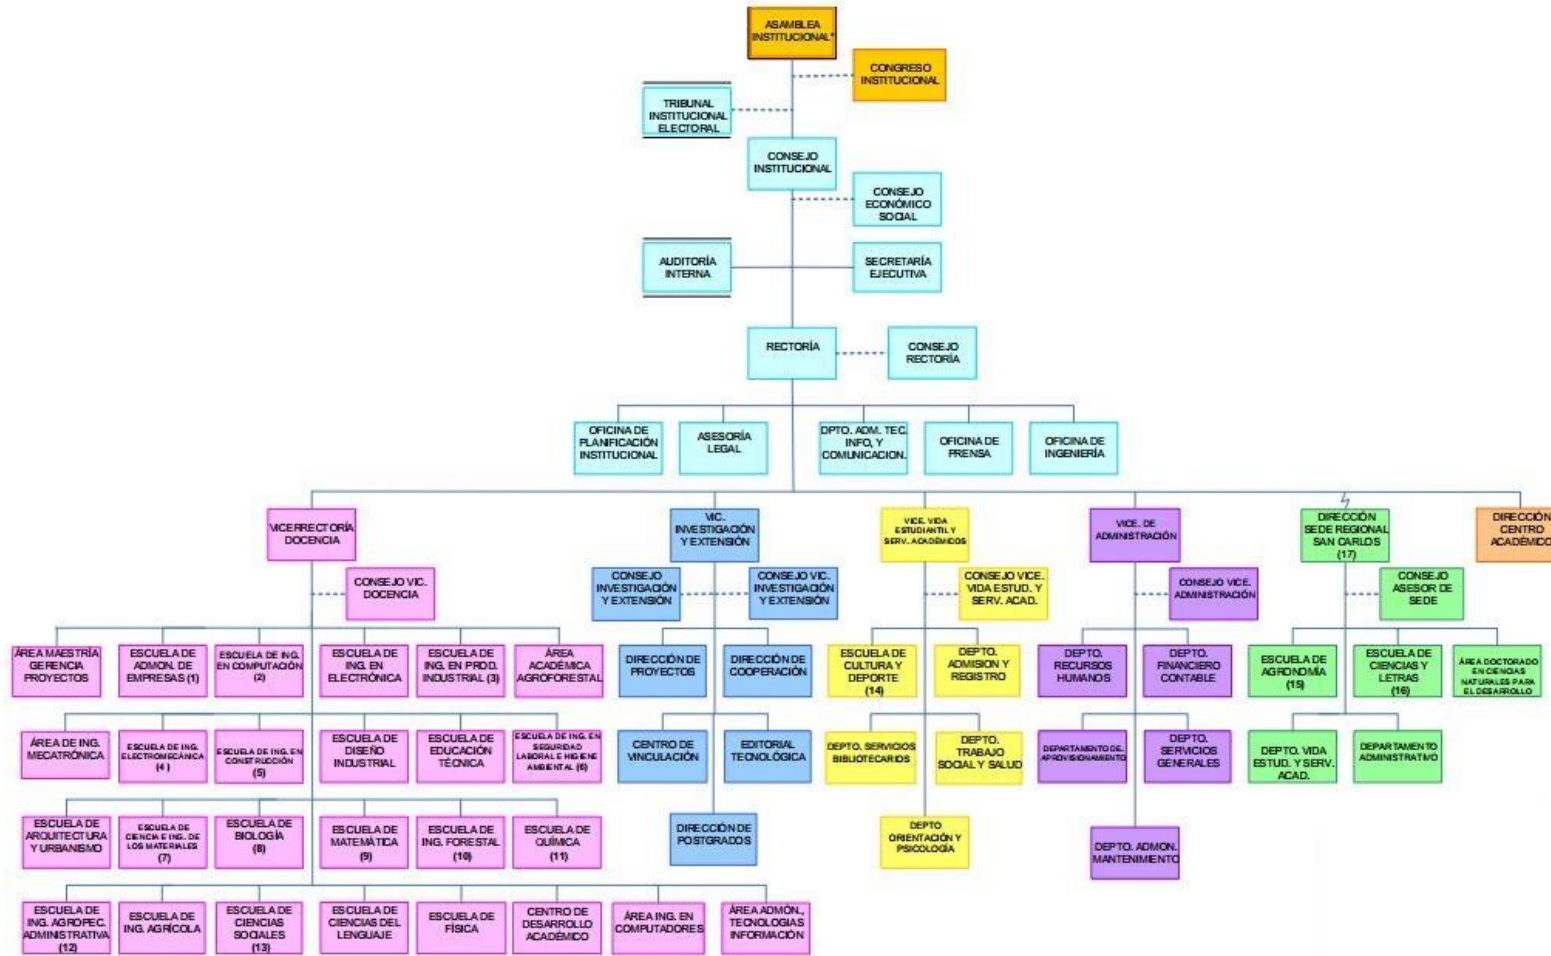 ASAMBLEA
INSTITUCIONAL*
CONGRESO
INSTITUCIONAL
TRIBUNAL
INSTITUCIONAL
ELECTORAL
CONSEJO
INSTITUCIONAL
CONSEJO
ECONÓMICO
SOCIAL
AUDITORÍA
INTERNA
SECRETARÍA
EJECUTIVA
RECTORÍA
CONSEJO
RECTORÍA
OFICINA DE
PLANIFICACIÓN
INSTITUCIONAL
ASESORÍA
LEGAL
DPTO. ADM. TEC.
INFO, Y
COMUNICACION.
OFICINA DE
PRENSA
OFICINA DE
INGENIERÍA
VICERRECTORÍA
DOCENCIA
VIC.
INVESTIGACIÓN
Y EXTENSIÓN
VICE. VIDA
ESTUDIANTIL Y
SERV. ACADÉMICOS
VICE. DE
ADMINISTRACIÓN
DIRECCIÓN
SEDE REGIONAL
SAN CARLOS
(17)
DIRECCIÓN
CENTRO
ACADÉMICO
CONSEJO VIC.
DOCENCIA
CONSEJO
INVESTIGACIÓN
Y EXTENSIÓN
CONSEJO VIC.
INVESTIGACIÓN
Y EXTENSIÓN
CONSEJO VICE.
VIDA ESTUD. Y
SERV. ACAD.
CONSEJO VICE.
ADMINISTRACIÓN
CONSEJO
ASESOR DE
SEDE
ÁREA MAESTRÍA
GERENCIA
PROYECTOS
ESCUELA DE
ADMON. DE
EMPRESAS (1)
ESCUELA DE ING.
EN COMPUTACIÓN
(2)
ESCUELA DE
ING. EN
ELECTRÓNICA
ESCUELA DE
ING. EN PROD.
INDUSTRIAL (3)
ÁREA
ACADÉMICA
AGROFORESTAL
DIRECCIÓN DE
PROYECTOS
DIRECCIÓN DE
COOPERACIÓN
ESCUELA DE
CULTURA Y
DEPORTE
(14)
DEPTO.
ADMISION Y
REGISTRO
DEPTO.
RECURSOS
HUMANOS
DEPTO.
FINANCIERO
CONTABLE
ESCUELA DE
AGRONOMÍA
(15)
ESCUELA DE
CIENCIAS Y
LETRAS
(16)
ÁREA DOCTORADO
EN CIENCIAS
NATURALES PARA
EL DESARROLLO
ÁREA DE ING.
MECATRÓNICA
ESCUELA DE ING.
ELECTROMECÁNICA
(4)
ESCUELA DE ING. EN
CONSTRUCCIÓN
(5)
ESCUELA DE
DISEÑO
INDUSTRIAL
ESCUELA DE
EDUCACIÓN
TÉCNICA
ESCUELA DE ING. EN
SEGURIDAD
LABORAL E HIGIENE
AMBIENTAL (6)
CENTRO DE
VINCULACIÓN
EDITORIAL
TECNOLÓGICA
DEPTO. SERVICIOS
BIBLIOTECARIOS
DEPTO.
TRABAJO
SOCIAL Y SALUD
DEPARTAMENTO DE.
APROVISIONAMIENTO
DEPTO.
SERVICIOS
GENERALES
DEPTO. VIDA
ESTUD. Y SERV.
ACAD.
DEPARTAMENTO
ADMINISTRATIVO
ESCUELA DE
ARQUITECTURA
Y URBANISMO
ESCUELA DE
CIENCIA E ING. DE
LOS MATERIALES
(7)
ESCUELA DE
BIOLOGÍA
(8)
ESCUELA DE
MATEMÁTICA
(9)
ESCUELA DE
ING. FORESTAL
(10)
ESCUELA DE
QUÍMICA
(11)
DIRECCIÓN DE
POSTGRADOS
DEPTO
ORIENTACIÓN Y
PSICOLOGÍA
DEPTO. ADMON.
MANTENIMIENTO
ESCUELA DE
ING. AGROPEC.
ADMINISTRATIVA
(12)
ESCUELA DE
ING. AGRÍCOLA
ESCUELA DE
CIENCIAS
SOCIALES
(13)
ESCUELA DE
CIENCIAS DEL
LENGUAJE
ESCUELA DE
FÍSICA
CENTRO DE
DESARROLLO
ACADÉMICO
ÁREA ING. EN
COMPUTADORES
ÁREA ADMÓN.,
TECNOLOGIAS
INFORMACIÓN